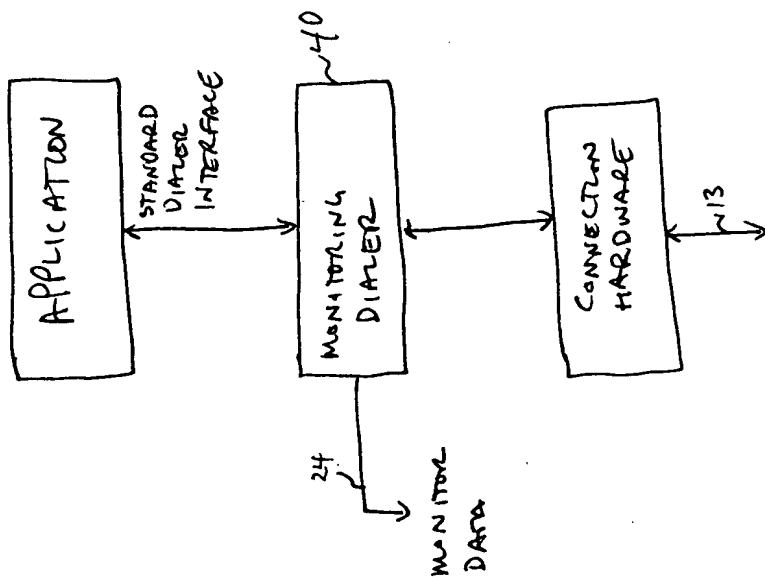 APPLICATION
STANDARD
DIALER
INTERFACE
40
MONITORING
DIALER
24
MONITOR
DATA
CONNECTION
HARDWARE
13